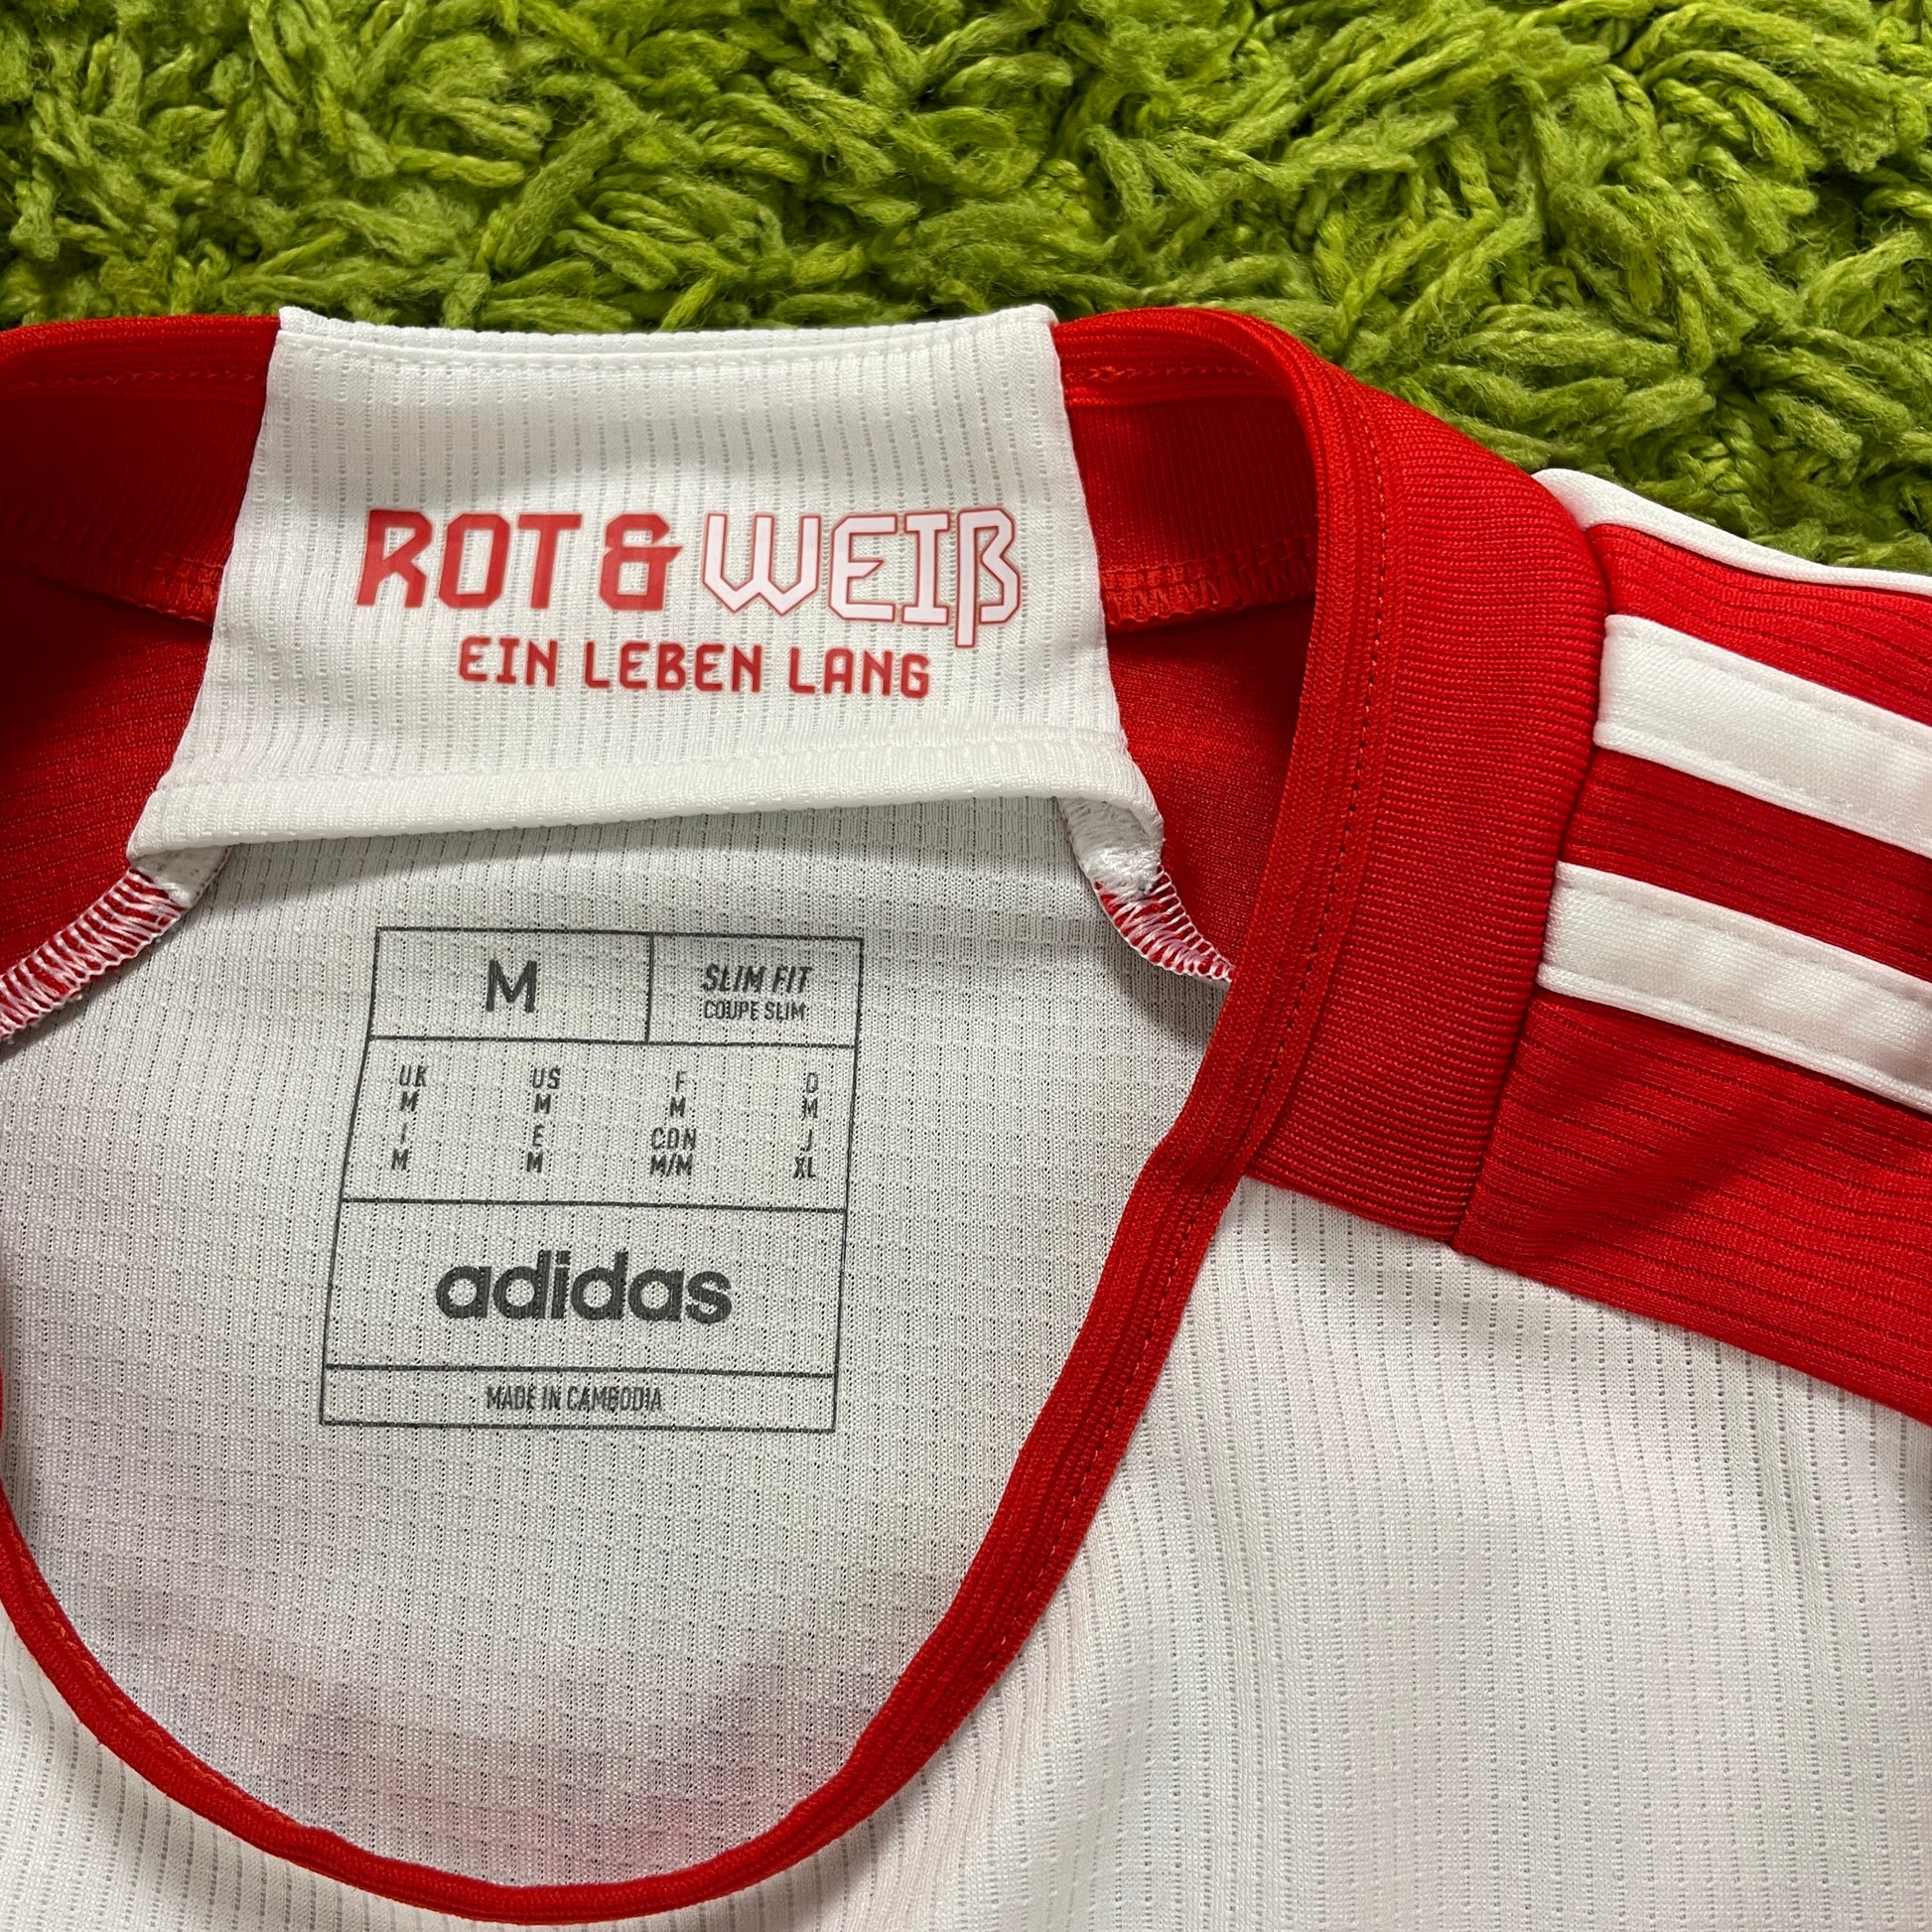 ROT & WEIß
EIN LEBEN LANG
M
SLIM FIT
COUPE SLIM
UK US F D
M M M M
I E CDN J
M M M/M XL
adidas
MADE IN CAMBODIA